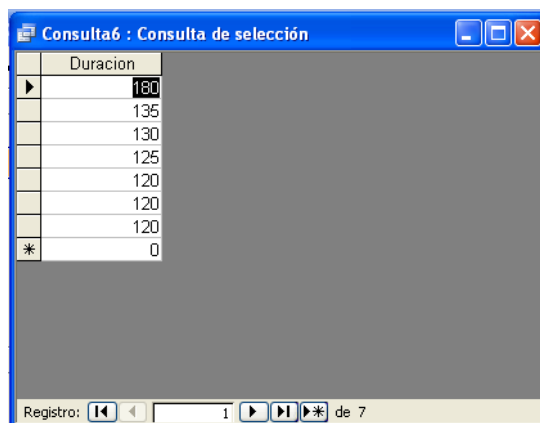 Consulta6 : Consulta de selección
Duracion
180
135
130
125
120
120
120
0
Registro: 1 de 7